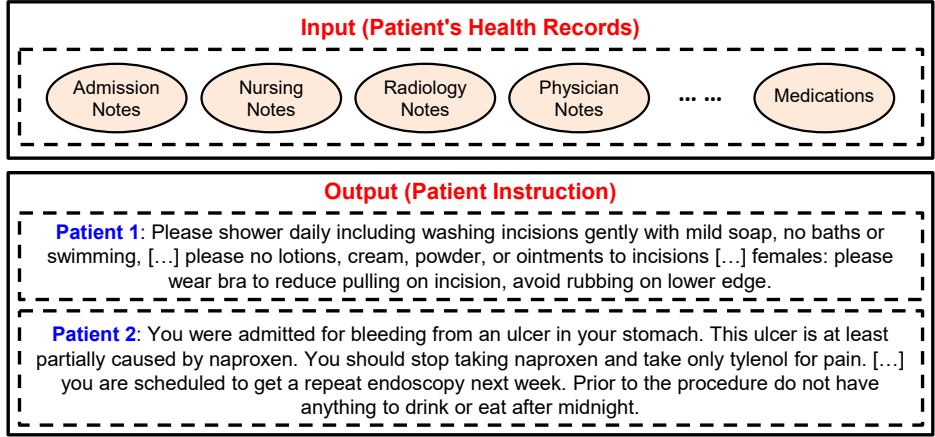 Input (Patient's Health Records)
Admission Notes
Nursing Notes
Radiology Notes
Physician Notes
... ...
Medications
Output (Patient Instruction)
Patient 1: Please shower daily including washing incisions gently with mild soap, no baths or
swimming, […] please no lotions, cream, powder, or ointments to incisions […] females: please
wear bra to reduce pulling on incision, avoid rubbing on lower edge.
Patient 2: You were admitted for bleeding from an ulcer in your stomach. This ulcer is at least
partially caused by naproxen. You should stop taking naproxen and take only tylenol for pain. […]
you are scheduled to get a repeat endoscopy next week. Prior to the procedure do not have
anything to drink or eat after midnight.